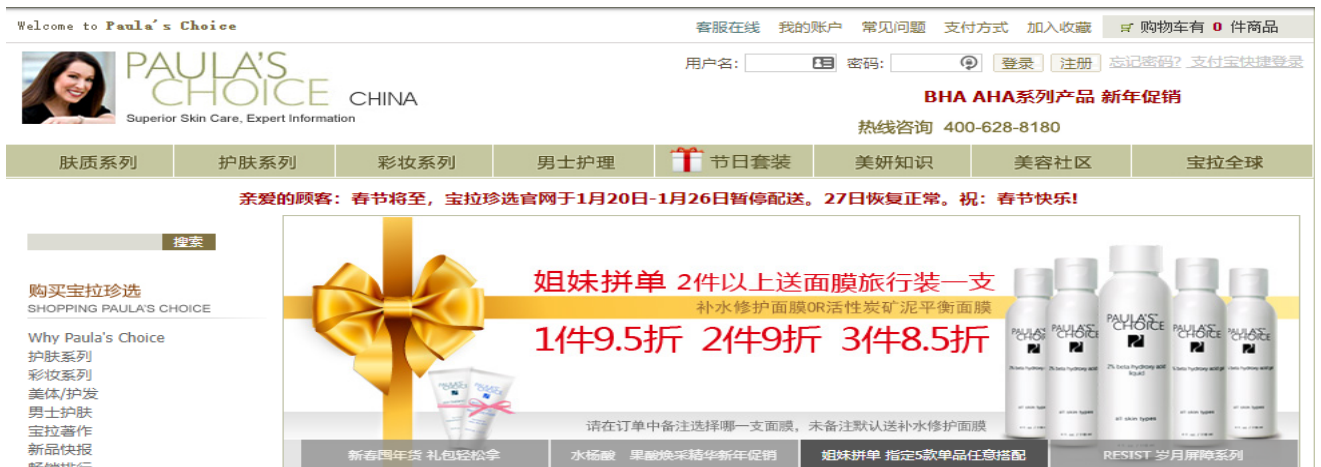 Welcome to Paula's Choice
客服在线 我的账户 常见问题 支付方式 加入收藏 购物车有 0 件商品
PAULA'S CHOICE CHINA
Superior Skin Care, Expert Information
用户名: 密码: 登录 注册 忘记密码? 支付宝快捷登录
BHA AHA系列产品 新年促销
热线咨询 400-628-8180
肤质系列 护肤系列 彩妆系列 男士护理 节日套装 美妍知识 美容社区 宝拉全球
亲爱的顾客：春节将至，宝拉珍选官网于1月20日-1月26日暂停配送。27日恢复正常。祝：春节快乐!
搜索
购买宝拉珍选
SHOPPING PAULA'S CHOICE
Why Paula's Choice
护肤系列
彩妆系列
美体/护发
男士护肤
宝拉著作
新品快报
畅销排行
姐妹拼单 2件以上送面膜旅行装一支
补水修护面膜OR活性炭矿泥平衡面膜
1件9.5折 2件9折 3件8.5折
PAULA'S CHOICE
2% beta hydroxy acid liquid
all skin types
请在订单中备注选择哪一支面膜，未备注默认送补水修护面膜
新春囤年货 礼包轻松拿 水杨酸 果酸焕采精华新年促销 姐妹拼单 指定5款单品任意搭配 RESIST 岁月屏障系列